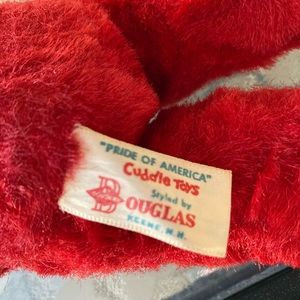 "PRIDE OF AMERICA"
Cuddle Toys
Styled by
DOUGLAS
KEENE, N.H.